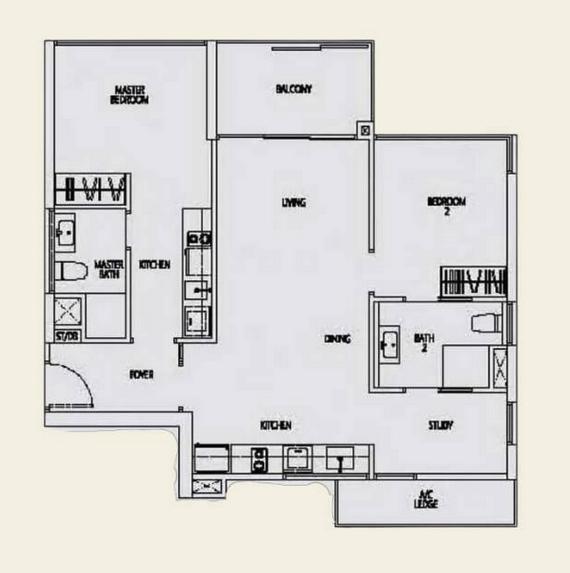 MASTER
BEDROOM
BALCONY
LIVING
BEDROOM
2
MASTER
BATH
KITCHEN
ST/DB
DINING
BATH
2
FOYER
KITCHEN
STUDY
A/C
LEDGE